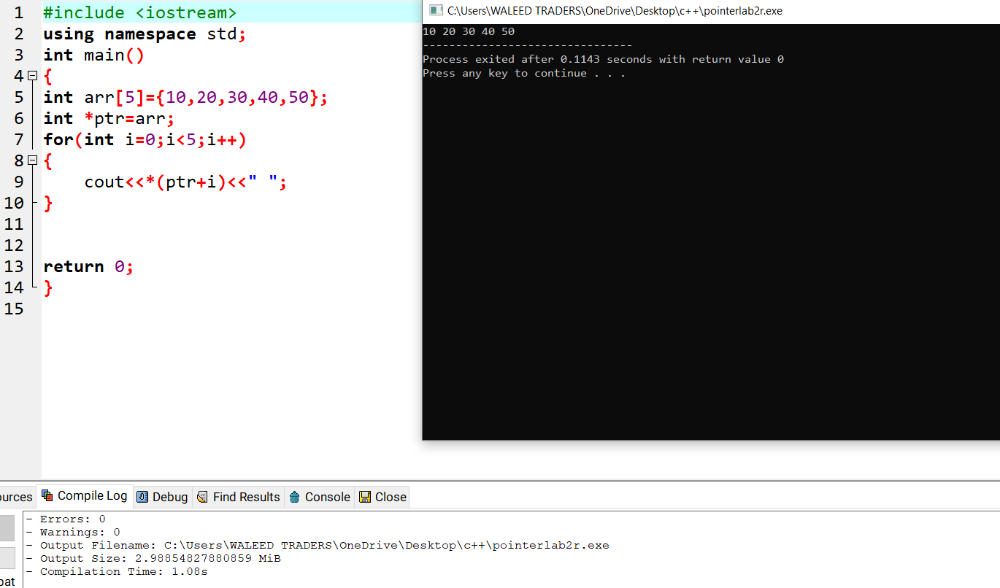 1 #include <iostream>
2 using namespace std;
3 int main()
4 {
5 int arr[5]={10,20,30,40,50};
6 int *ptr=arr;
7 for(int i=0;i<5;i++)
8 {
9     cout<<*(ptr+i)<<" ";
10 }
11
12
13 return 0;
14 }
15
C:\Users\WALEED TRADERS\OneDrive\Desktop\c++\pointerlab2r.exe
10 20 30 40 50
--------------------------------
Process exited after 0.1143 seconds with return value 0
Press any key to continue . . .
ources Compile Log Debug Find Results Console Close
- Errors: 0
- Warnings: 0
- Output Filename: C:\Users\WALEED TRADERS\OneDrive\Desktop\c++\pointerlab2r.exe
- Output Size: 2.98854827880859 MiB
- Compilation Time: 1.08s
pat